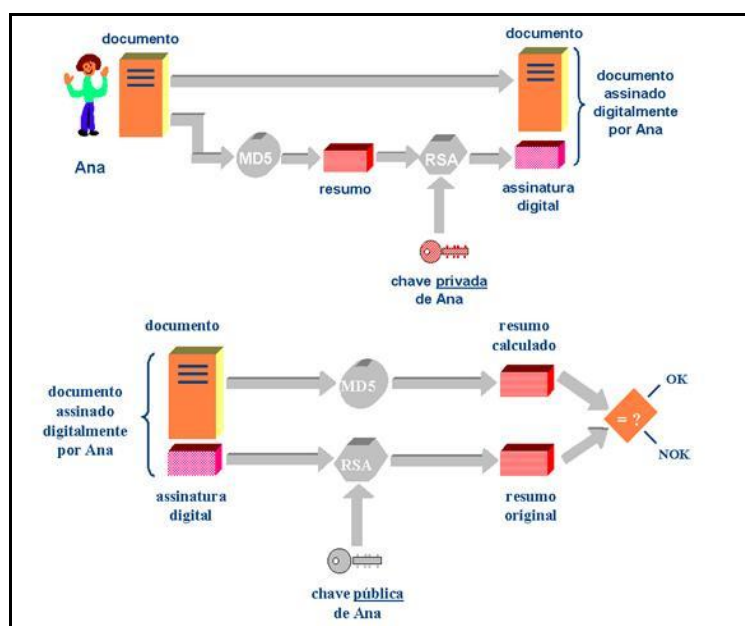 documento
documento
documento
assinado
digitalmente
por Ana
Ana
MD5
resumo
RSA
assinatura
digital
chave privada
de Ana
documento
resumo
calculado
documento
assinado
digitalmente
por Ana
MD5
OK
= ?
NOK
RSA
assinatura
digital
resumo
original
chave pública
de Ana